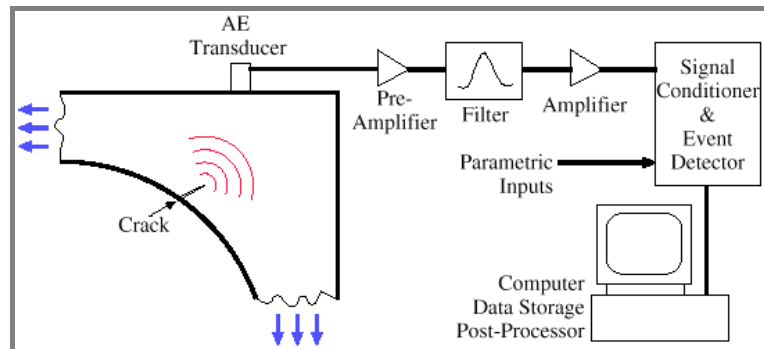 AE
Transducer
Pre-
Amplifier
Filter
Amplifier
Signal
Conditioner
&
Event
Detector
Parametric
Inputs
Crack
Computer
Data Storage
Post-Processor